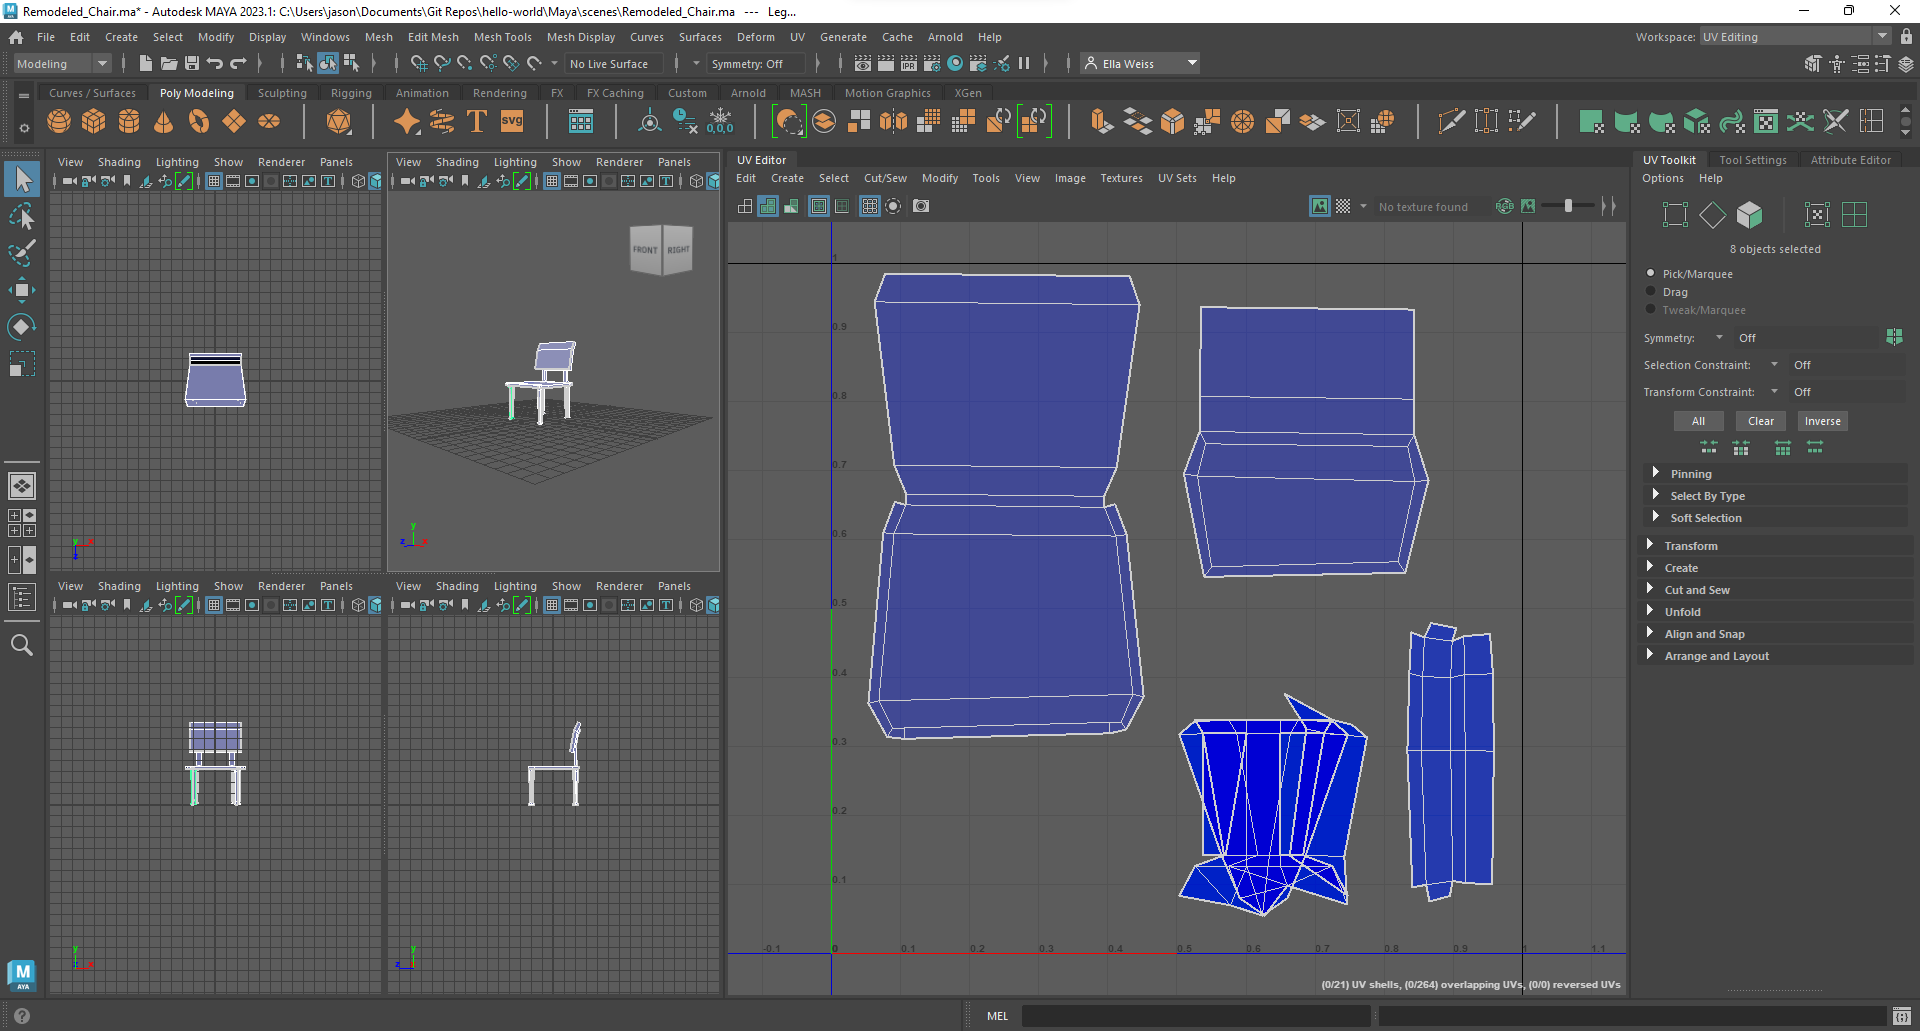 Remodeled_Chair.ma* - Autodesk MAYA 2023.1: C:\Users\jason\Documents\Git Repos\hello-world\Maya\scenes\Remodeled_Chair.ma --- Leg...
File Edit Create Select Modify Display Windows Mesh Edit Mesh Mesh Tools Mesh Display Curves Surfaces Deform UV Generate Cache Arnold Help
Workspace: UV Editing
Modeling
No Live Surface
Symmetry: Off
IPR
Ella Weiss
Curves / Surfaces Poly Modeling Sculpting Rigging Animation Rendering FX FX Caching Custom Arnold MASH Motion Graphics XGen
T svg
0,0,0
View Shading Lighting Show Renderer Panels
View Shading Lighting Show Renderer Panels
FRONT RIGHT
y x z
y z x
View Shading Lighting Show Renderer Panels
View Shading Lighting Show Renderer Panels
y
y
z
UV Editor
Edit Create Select Cut/Sew Modify Tools View Image Textures UV Sets Help
No texture found
RGB
1
0.9
0.8
0.7
0.6
0.5
0.4
0.3
0.2
0.1
-0.1 0 0.1 0.2 0.3 0.4 0.5 0.6 0.7 0.8 0.9 1 1.1
(0/21) UV shells, (0/264) overlapping UVs, (0/0) reversed UVs
UV Toolkit Tool Settings Attribute Editor
Options Help
8 objects selected
Pick/Marquee
Drag
Tweak/Marquee
Symmetry: Off
Selection Constraint: Off
Transform Constraint: Off
All Clear Inverse
Pinning
Select By Type
Soft Selection
Transform
Create
Cut and Sew
Unfold
Align and Snap
Arrange and Layout
M
AYA
MEL